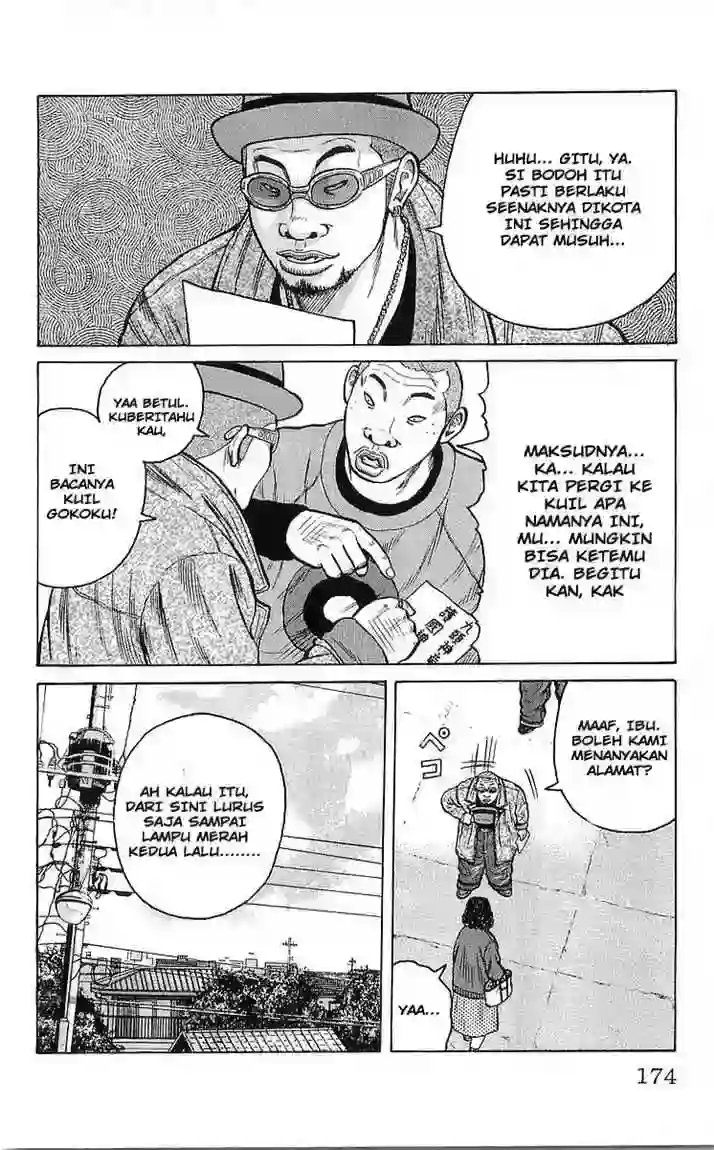 HUHU... GITU, YA.
SI BODOH ITU
PASTI BERLAKU
SEENAKNYA DIKOTA
INI SEHINGGA
DAPAT MUSUH...
MAKSUDNYA...
KA... KALAU
KITA PERGI KE
KUIL APA
NAMANYA INI,
MU... MUNGKIN
BISA KETEMU
DIA. BEGITU
KAN, KAK
YAA BETUL.
KUBERITAHU
KAU,
INI
BACANYA
KUIL
GOKOKU!
AH KALAU ITU,
DARI SINI LURUS
SAJA SAMPAI
LAMPU MERAH
KEDUA LALU........
MAAF, IBU.
BOLEH KAMI
MENANYAKAN
ALAMAT?
ペコ
YAA...
174